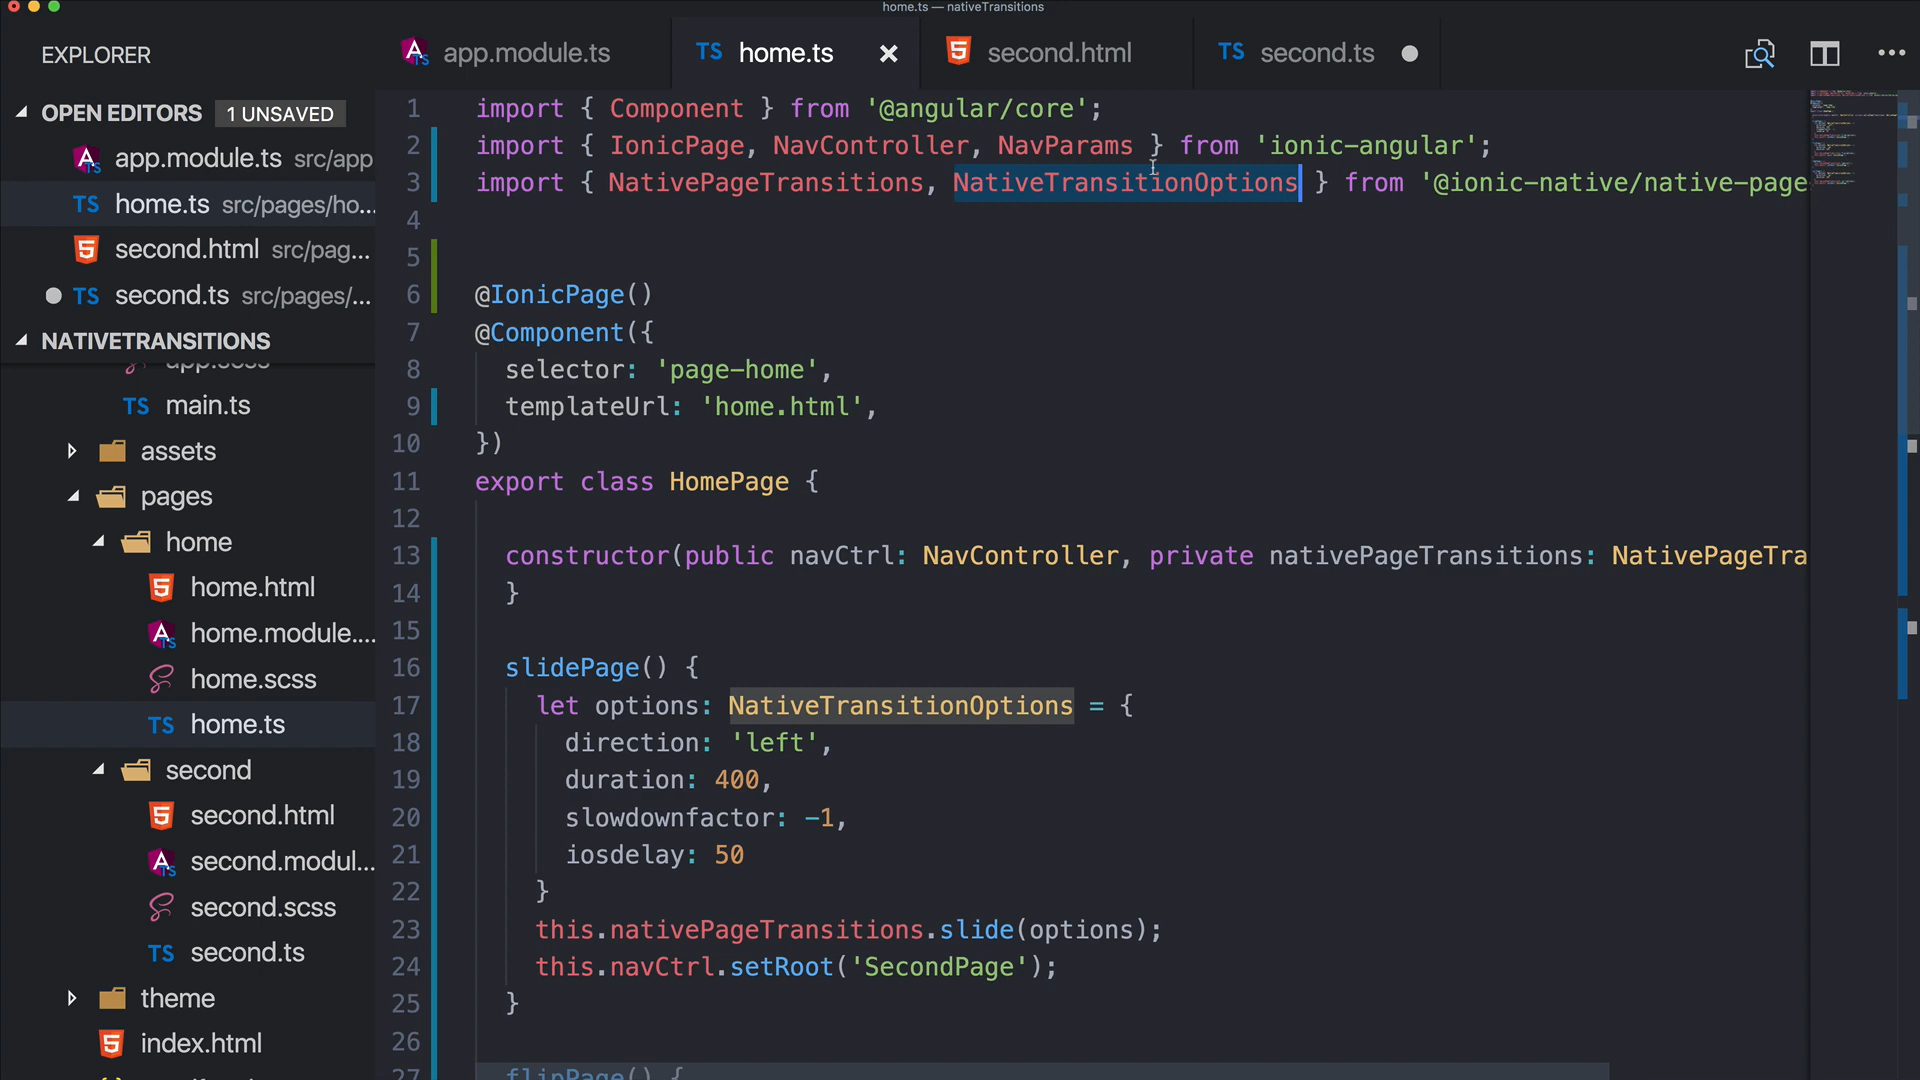 home.ts — nativeTransitions
EXPLORER
OPEN EDITORS 1 UNSAVED
app.module.ts src/app
TS home.ts src/pages/ho...
second.html src/pag...
TS second.ts src/pages/...
NATIVETRANSITIONS
app.scss
TS main.ts
assets
pages
home
home.html
home.module....
home.scss
TS home.ts
second
second.html
second.modul...
second.scss
TS second.ts
theme
index.html
app.module.ts
TS home.ts
second.html
TS second.ts
1 import { Component } from '@angular/core';
2 import { IonicPage, NavController, NavParams } from 'ionic-angular';
3 import { NativePageTransitions, NativeTransitionOptions } from '@ionic-native/native-page
4
5
6 @IonicPage()
7 @Component({
8 selector: 'page-home',
9 templateUrl: 'home.html',
10 })
11 export class HomePage {
12
13 constructor(public navCtrl: NavController, private nativePageTransitions: NativePageTra
14 }
15
16 slidePage() {
17 let options: NativeTransitionOptions = {
18 direction: 'left',
19 duration: 400,
20 slowdownfactor: -1,
21 iosdelay: 50
22 }
23 this.nativePageTransitions.slide(options);
24 this.navCtrl.setRoot('SecondPage');
25 }
26
27 flipPage() {